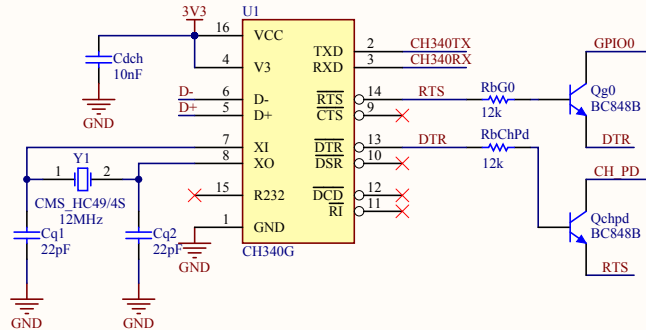 3V3
U1
16 VCC
4 V3
6 D-
5 D+
7 XI
8 XO
15 R232
1 GND
TXD 2 CH340TX
RXD 3 CH340RX
RTS 14 RTS
CTS 9
DTR 13 DTR
DSR 10
DCD 12
RI 11
CH340G
Cdch
10nF
GND
D-
D+
Y1
1 2
CMS_HC49/4S
12MHz
Cq1
22pF
GND
Cq2
22pF
GND
GND
RbG0
12k
RbChPd
12k
GPIO0
Qg0
BC848B
DTR
CH_PD
Qchpd
BC848B
RTS